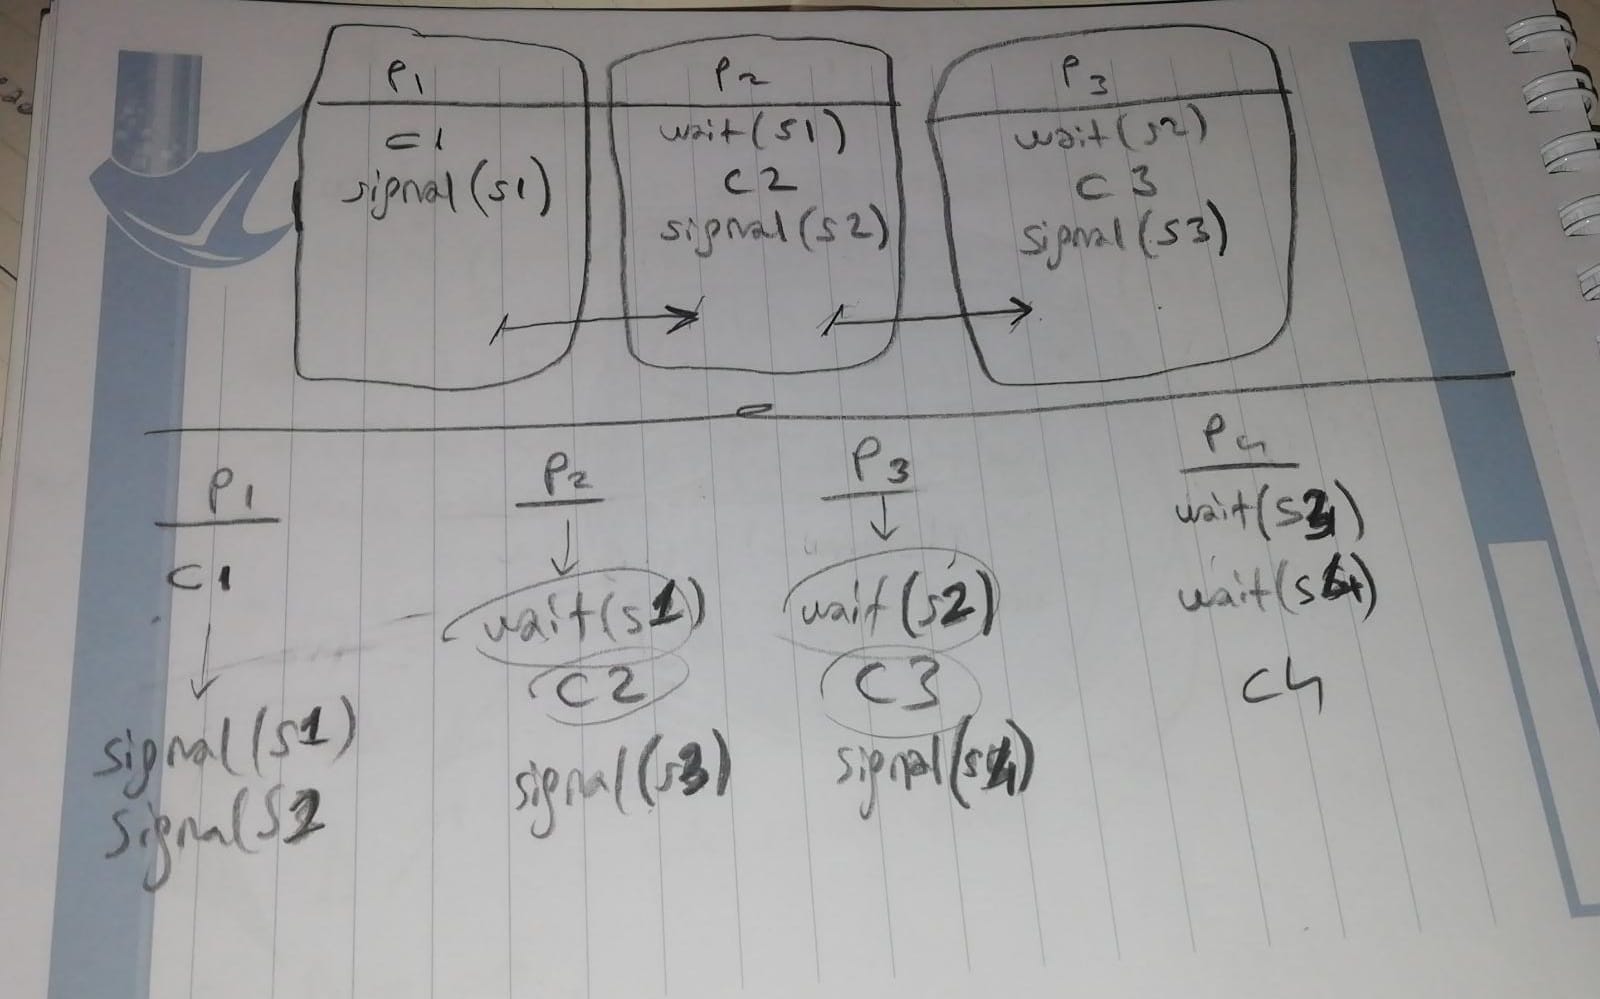 P1
C1
signal(s1)
P2
wait(s1)
C2
signal(s2)
P3
wait(s2)
C3
signal(s3)
P1
C1
signal(s1)
signal s2
P2
wait(s1)
C2
signal(s3)
P3
wait(s2)
C3
signal(s4)
P4
wait(s3)
wait(s4)
C4